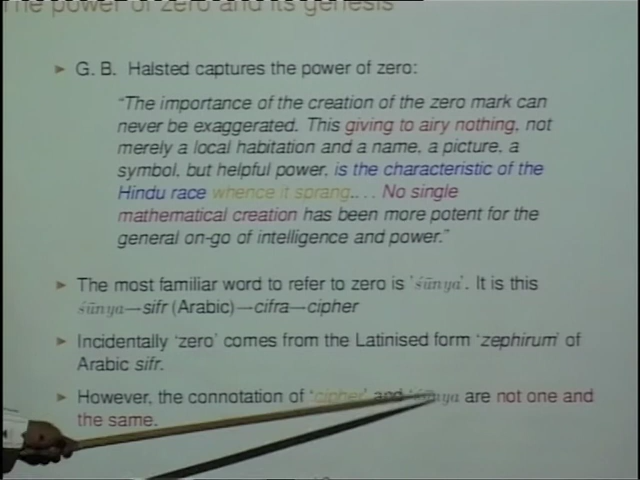 The power of zero and its genesis
G. B. Halsted captures the power of zero:
"The importance of the creation of the zero mark can
never be exaggerated. This giving to airy nothing, not
merely a local habitation and a name, a picture, a
symbol, but helpful power, is the characteristic of the
Hindu race whence it sprang.… No single
mathematical creation has been more potent for the
general on-go of intelligence and power."
The most familiar word to refer to zero is 'śūnya'. It is this
śūnya—sifr (Arabic)—cifra—cipher
Incidentally 'zero' comes from the Latinised form 'zephirum' of
Arabic sifr.
However, the connotation of 'cipher' and 'śūnya are not one and
the same.